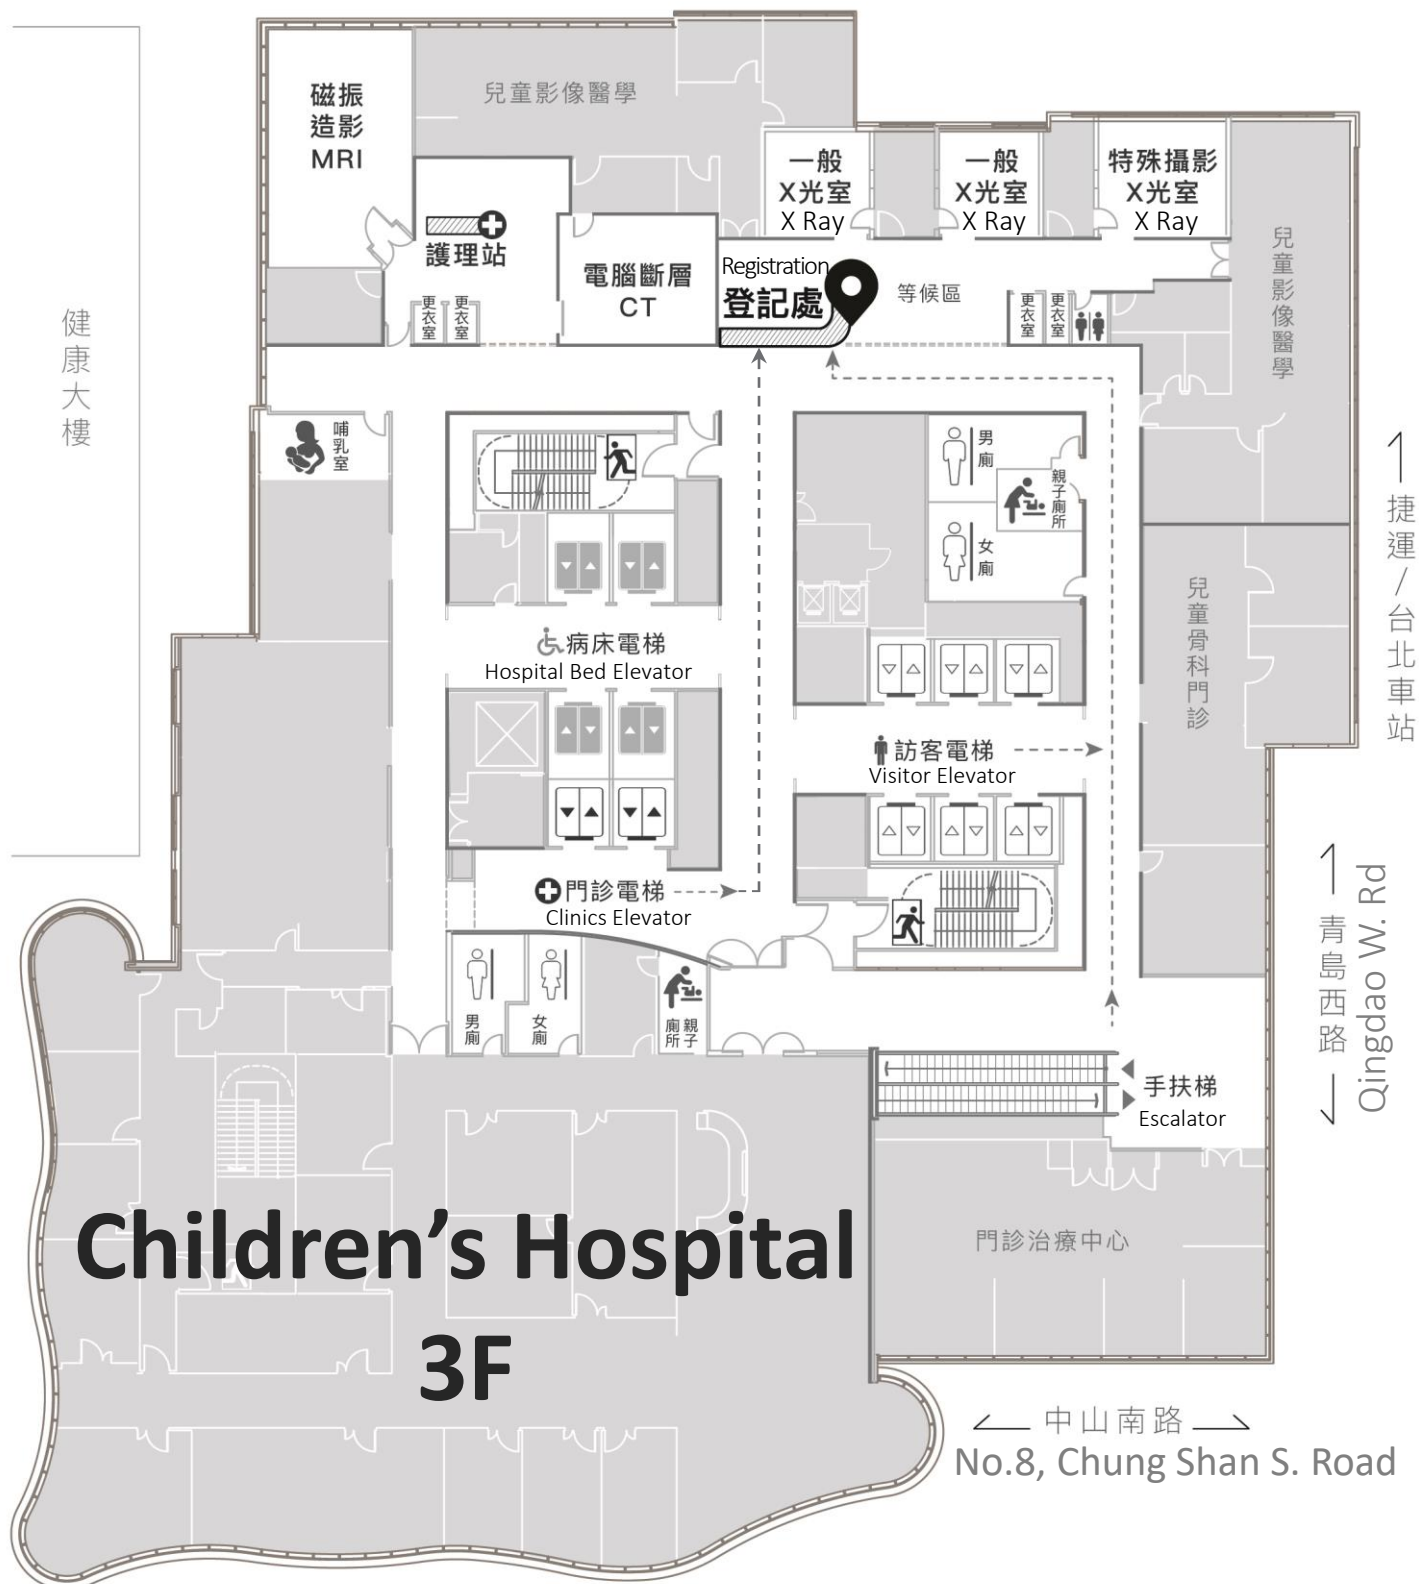 磁振
造影
MRI
兒童影像醫學
一般
X光室
X Ray
一般
X光室
X Ray
特殊攝影
X光室
X Ray
護理站
電腦斷層
CT
Registration
登記處
等候區
更衣室
更衣室
更衣室
更衣室
兒童影像醫學
健康大樓
哺乳室
男廁
親子廁所
女廁
病床電梯
Hospital Bed Elevator
兒童骨科門診
捷運/台北車站
訪客電梯
Visitor Elevator
門診電梯
Clinics Elevator
青島西路
Qingdao W. Rd
男廁
女廁
親子廁所
手扶梯
Escalator
門診治療中心
Children’s Hospital
3F
中山南路
No.8, Chung Shan S. Road